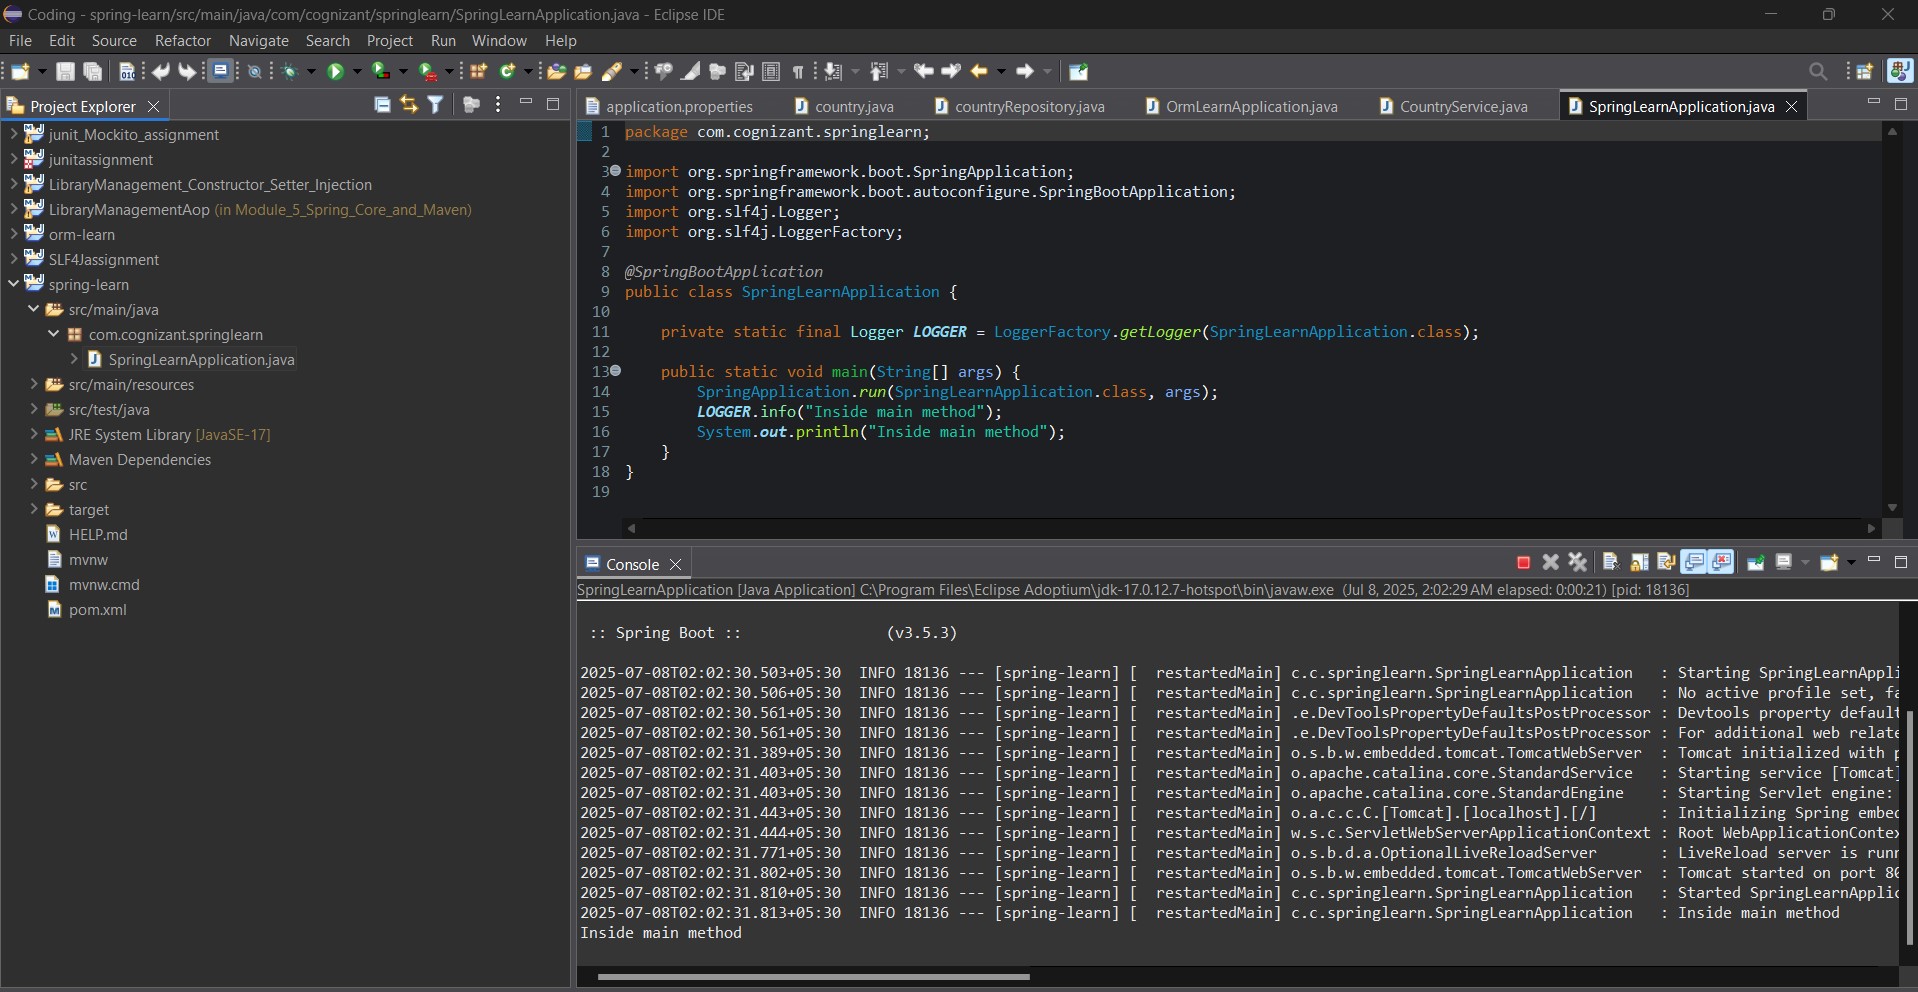 Coding - spring-learn/src/main/java/com/cognizant/springlearn/SpringLearnApplication.java - Eclipse IDE
File Edit Source Refactor Navigate Search Project Run Window Help
Project Explorer
junit_Mockito_assignment
junitassignment
LibraryManagement_Constructor_Setter_Injection
LibraryManagementAop (in Module_5_Spring_Core_and_Maven)
orm-learn
SLF4Jassignment
spring-learn
src/main/java
com.cognizant.springlearn
SpringLearnApplication.java
src/main/resources
src/test/java
JRE System Library [JavaSE-17]
Maven Dependencies
src
target
HELP.md
mvnw
mvnw.cmd
pom.xml
application.properties country.java countryRepository.java OrmLearnApplication.java CountryService.java SpringLearnApplication.java
1 package com.cognizant.springlearn;
2
3 import org.springframework.boot.SpringApplication;
4 import org.springframework.boot.autoconfigure.SpringBootApplication;
5 import org.slf4j.Logger;
6 import org.slf4j.LoggerFactory;
7
8 @SpringBootApplication
9 public class SpringLearnApplication {
10
11 private static final Logger LOGGER = LoggerFactory.getLogger(SpringLearnApplication.class);
12
13 public static void main(String[] args) {
14 SpringApplication.run(SpringLearnApplication.class, args);
15 LOGGER.info("Inside main method");
16 System.out.println("Inside main method");
17 }
18 }
19
Console
SpringLearnApplication [Java Application] C:\Program Files\Eclipse Adoptium\jdk-17.0.12.7-hotspot\bin\javaw.exe (Jul 8, 2025, 2:02:29 AM elapsed: 0:00:21) [pid: 18136]
:: Spring Boot :: (v3.5.3)
2025-07-08T02:02:30.503+05:30 INFO 18136 --- [spring-learn] [ restartedMain] c.c.springlearn.SpringLearnApplication : Starting SpringLearnAppli
2025-07-08T02:02:30.506+05:30 INFO 18136 --- [spring-learn] [ restartedMain] c.c.springlearn.SpringLearnApplication : No active profile set, fa
2025-07-08T02:02:30.561+05:30 INFO 18136 --- [spring-learn] [ restartedMain] .e.DevToolsPropertyDefaultsPostProcessor : Devtools property default
2025-07-08T02:02:30.561+05:30 INFO 18136 --- [spring-learn] [ restartedMain] .e.DevToolsPropertyDefaultsPostProcessor : For additional web relate
2025-07-08T02:02:31.389+05:30 INFO 18136 --- [spring-learn] [ restartedMain] o.s.b.w.embedded.tomcat.TomcatWebServer : Tomcat initialized with p
2025-07-08T02:02:31.403+05:30 INFO 18136 --- [spring-learn] [ restartedMain] o.apache.catalina.core.StandardService : Starting service [Tomcat]
2025-07-08T02:02:31.403+05:30 INFO 18136 --- [spring-learn] [ restartedMain] o.apache.catalina.core.StandardEngine : Starting Servlet engine:
2025-07-08T02:02:31.443+05:30 INFO 18136 --- [spring-learn] [ restartedMain] o.a.c.c.C.[Tomcat].[localhost].[/] : Initializing Spring embe
2025-07-08T02:02:31.444+05:30 INFO 18136 --- [spring-learn] [ restartedMain] w.s.c.ServletWebServerApplicationContext : Root WebApplicationContex
2025-07-08T02:02:31.771+05:30 INFO 18136 --- [spring-learn] [ restartedMain] o.s.b.d.a.OptionalLiveReloadServer : LiveReload server is runn
2025-07-08T02:02:31.802+05:30 INFO 18136 --- [spring-learn] [ restartedMain] o.s.b.w.embedded.tomcat.TomcatWebServer : Tomcat started on port 80
2025-07-08T02:02:31.810+05:30 INFO 18136 --- [spring-learn] [ restartedMain] c.c.springlearn.SpringLearnApplication : Started SpringLearnApplic
2025-07-08T02:02:31.813+05:30 INFO 18136 --- [spring-learn] [ restartedMain] c.c.springlearn.SpringLearnApplication : Inside main method
Inside main method